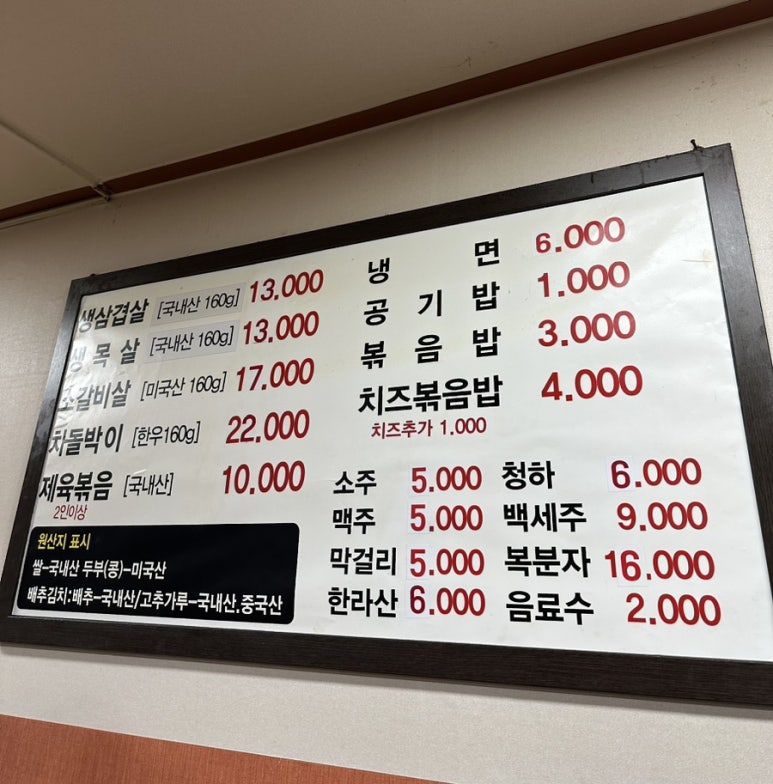 생삼겹살 [국내산 160g] 13.000
생 목 살 [국내산 160g] 13.000
소갈비살 [미국산 160g] 17.000
차돌박이 [한우160g] 22.000
제육볶음 [국내산] 10.000
2인이상
원산지 표시
쌀-국내산 두부(콩)-미국산
배추김치:배추-국내산/고추가루-국내산,중국산
냉 면 6.000
공 기 밥 1.000
볶 음 밥 3.000
치즈볶음밥 4.000
치즈추가 1.000
소주 5.000 청하 6.000
맥주 5.000 백세주 9.000
막걸리 5.000 복분자 16.000
한라산 6.000 음료수 2.000